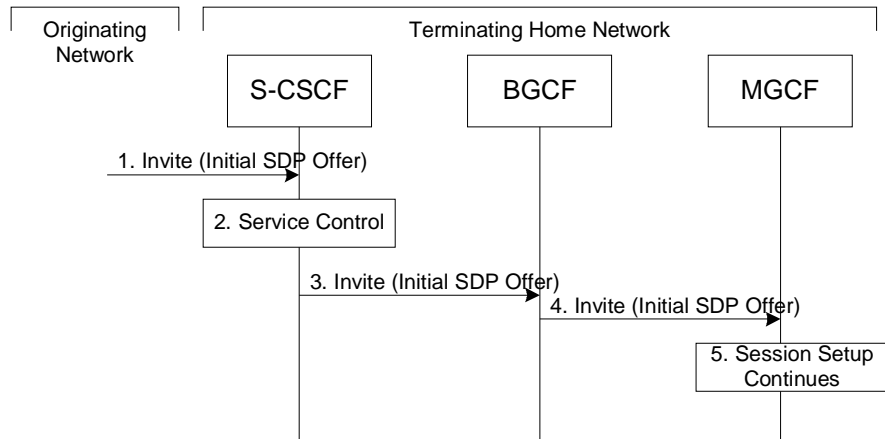 Originating
Network
Terminating Home Network
S-CSCF
BGCF
MGCF
1. Invite (Initial SDP Offer)
2. Service Control
3. Invite (Initial SDP Offer)
4. Invite (Initial SDP Offer)
5. Session Setup
Continues